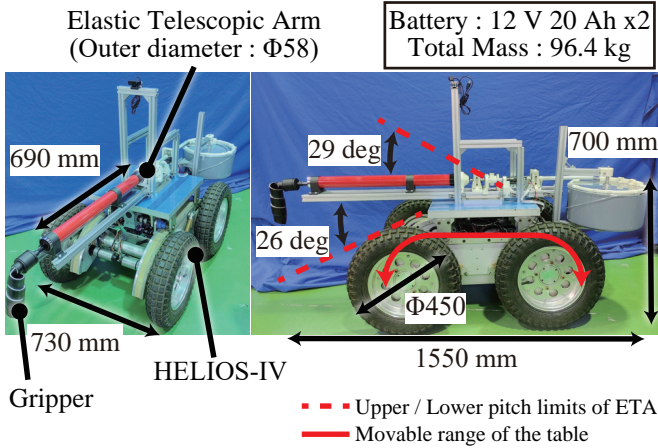 Elastic Telescopic Arm
(Outer diameter : Φ58)
Battery : 12 V 20 Ah x2
Total Mass : 96.4 kg
690 mm
29 deg
700 mm
26 deg
Φ450
730 mm
1550 mm
HELIOS-IV
Gripper
Upper / Lower pitch limits of ETA
Movable range of the table